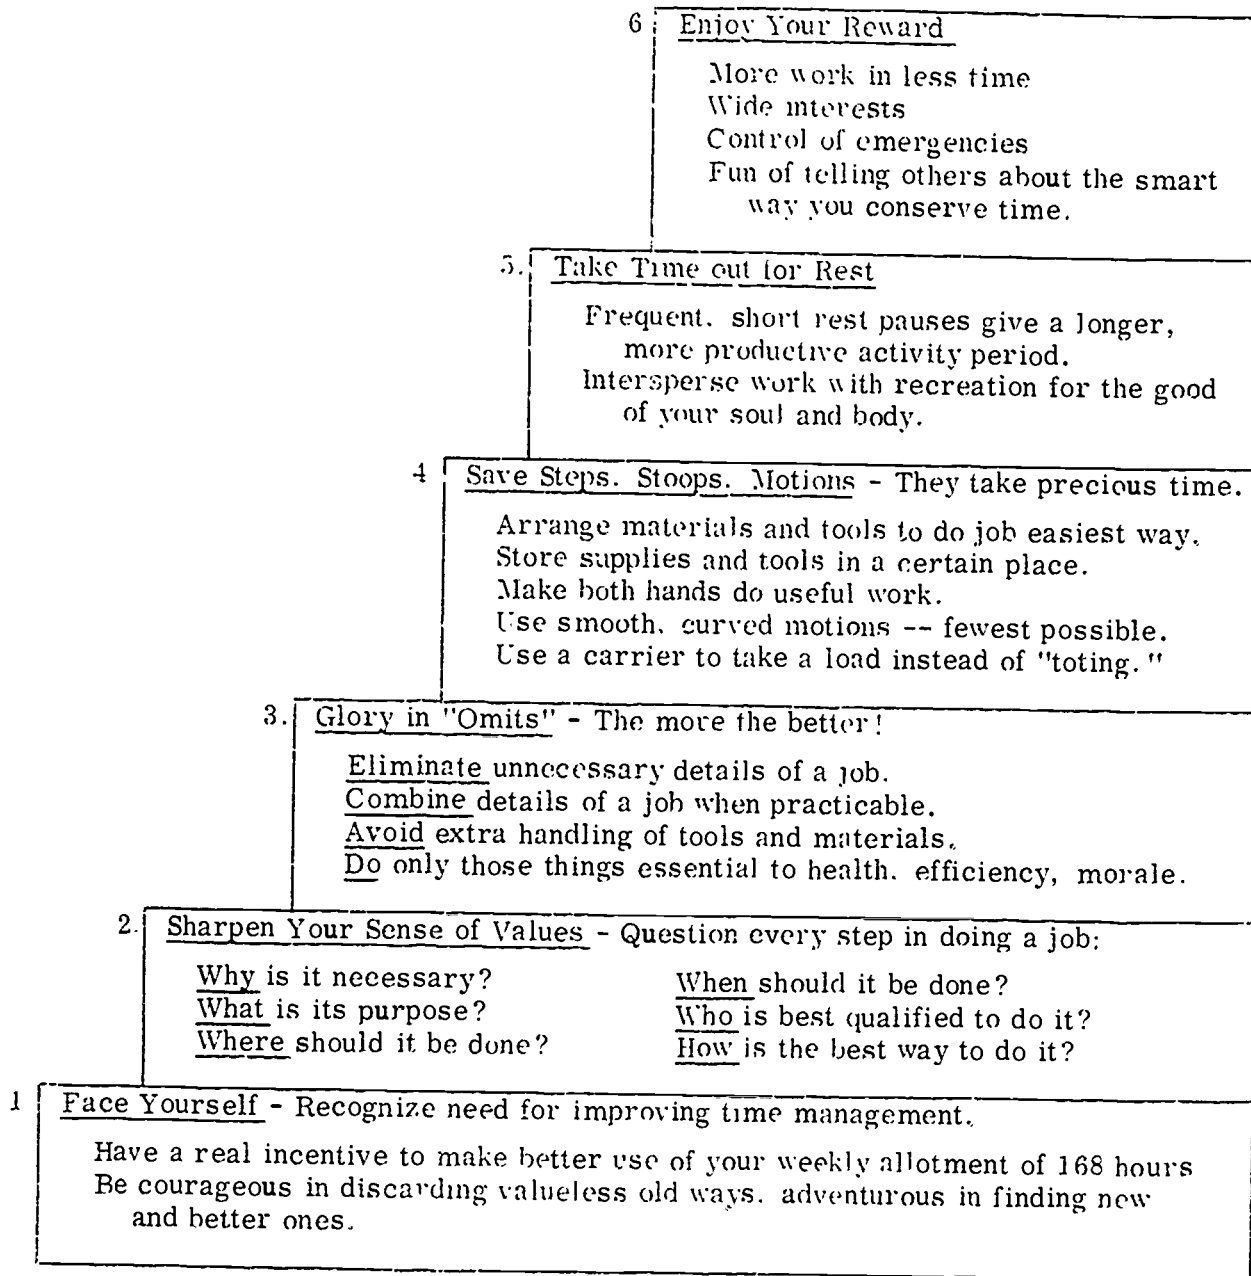 6 Enjoy Your Reward
More work in less time
Wide interests
Control of emergencies
Fun of telling others about the smart
way you conserve time.
5. Take Time out for Rest
Frequent. short rest pauses give a longer,
more productive activity period.
Intersperse work with recreation for the good
of your soul and body.
4 Save Steps. Stoops. Motions - They take precious time.
Arrange materials and tools to do job easiest way.
Store supplies and tools in a certain place.
Make both hands do useful work.
Use smooth. curved motions -- fewest possible.
Use a carrier to take a load instead of "toting."
3. Glory in "Omits" - The more the better!
Eliminate unnecessary details of a job.
Combine details of a job when practicable.
Avoid extra handling of tools and materials.
Do only those things essential to health. efficiency, morale.
2. Sharpen Your Sense of Values - Question every step in doing a job:
Why is it necessary? When should it be done?
What is its purpose? Who is best qualified to do it?
Where should it be done? How is the best way to do it?
1 Face Yourself - Recognize need for improving time management.
Have a real incentive to make better use of your weekly allotment of 168 hours
Be courageous in discarding valueless old ways. adventurous in finding new
and better ones.